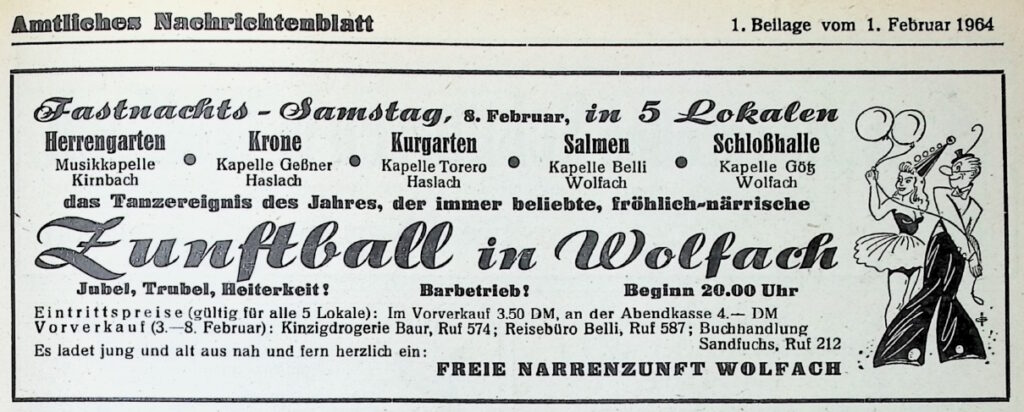 Amtliches Nachrichtenblatt
1. Beilage vom 1. Februar 1964
Fastnachts-Samstag, 8. Februar, in 5 Lokalen
Herrengarten • Krone • Kurgarten • Salmen • Schloßhalle
Musikkapelle Kapelle Geßner Kapelle Torero Kapelle Belli Kapelle Götz
Kirnbach Haslach Haslach Wolfach Wolfach
das Tanzereignis des Jahres, der immer beliebte, fröhlich-närrische
Zunftball in Wolfach
Jubel, Trubel, Heiterkeit! Barbetrieb! Beginn 20.00 Uhr
Eintrittspreise (gültig für alle 5 Lokale): Im Vorverkauf 3.50 DM, an der Abendkasse 4.— DM
Vorverkauf (3.—8. Februar): Kinzigdrogerie Baur, Ruf 574; Reisebüro Belli, Ruf 587; Buchhandlung
Sandfuchs, Ruf 212
Es ladet jung und alt aus nah und fern herzlich ein:
FREIE NARRENZUNFT WOLFACH